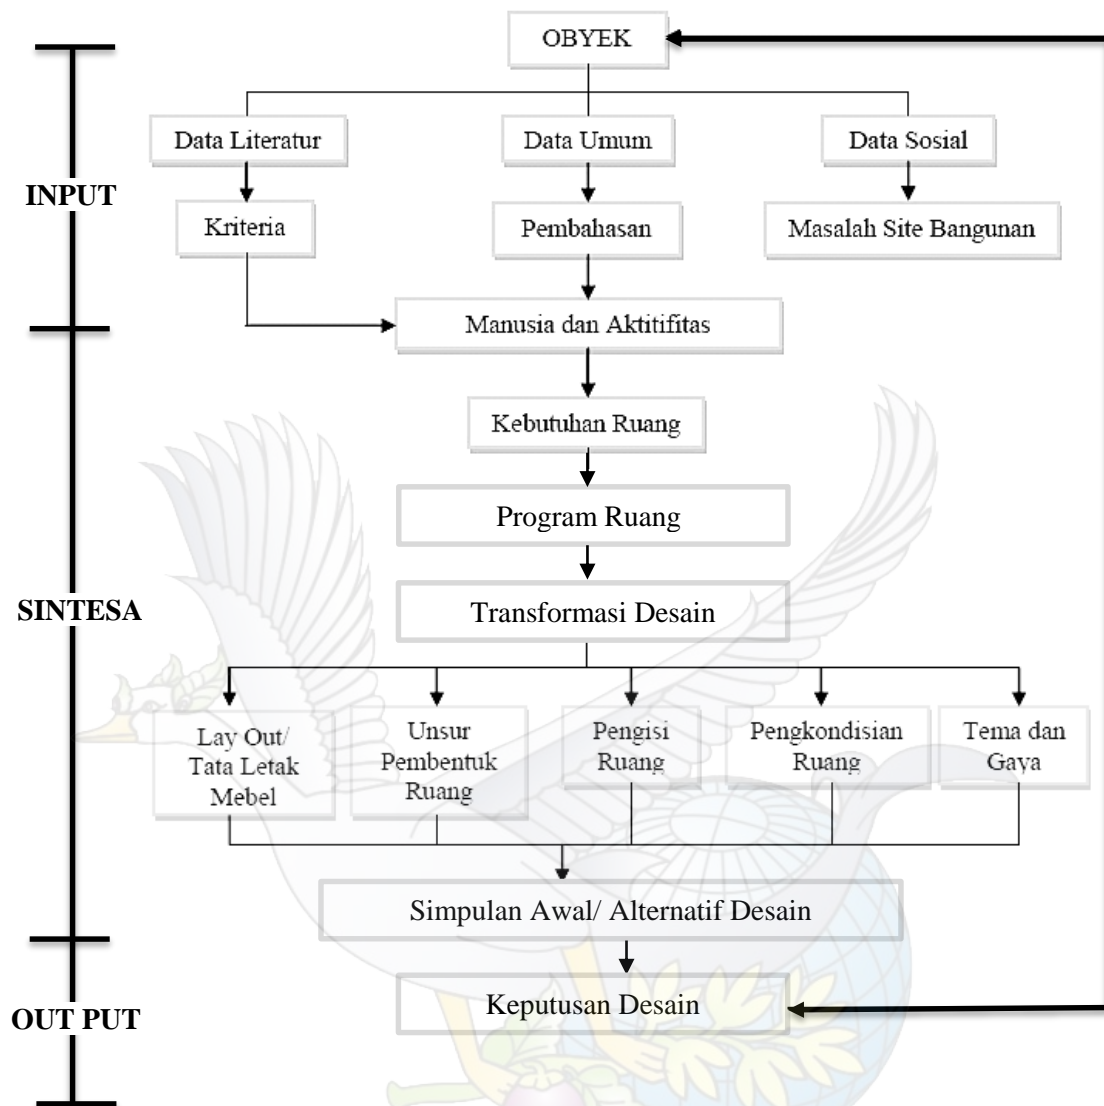 OBYEK
Data Literatur
Data Umum
Data Sosial
INPUT
Kriteria
Pembahasan
Masalah Site Bangunan
Manusia dan Aktitifitas
Kebutuhan Ruang
Program Ruang
SINTESA
Transformasi Desain
Lay Out/
Tata Letak
Mebel
Unsur
Pembentuk
Ruang
Pengisi
Ruang
Pengkondisian
Ruang
Tema dan
Gaya
Simpulan Awal/ Alternatif Desain
OUT PUT
Keputusan Desain